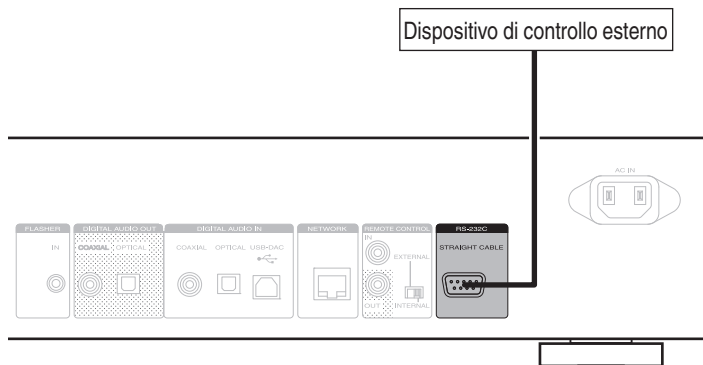 Dispositivo di controllo esterno
AC IN
FLASHER
DIGITAL AUDIO OUT
DIGITAL AUDIO IN
NETWORK
REMOTE CONTROL
RS-232C
IN
COAXIAL OPTICAL
COAXIAL OPTICAL USB-DAC
IN
EXTERNAL
OUT
INTERNAL
STRAIGHT CABLE